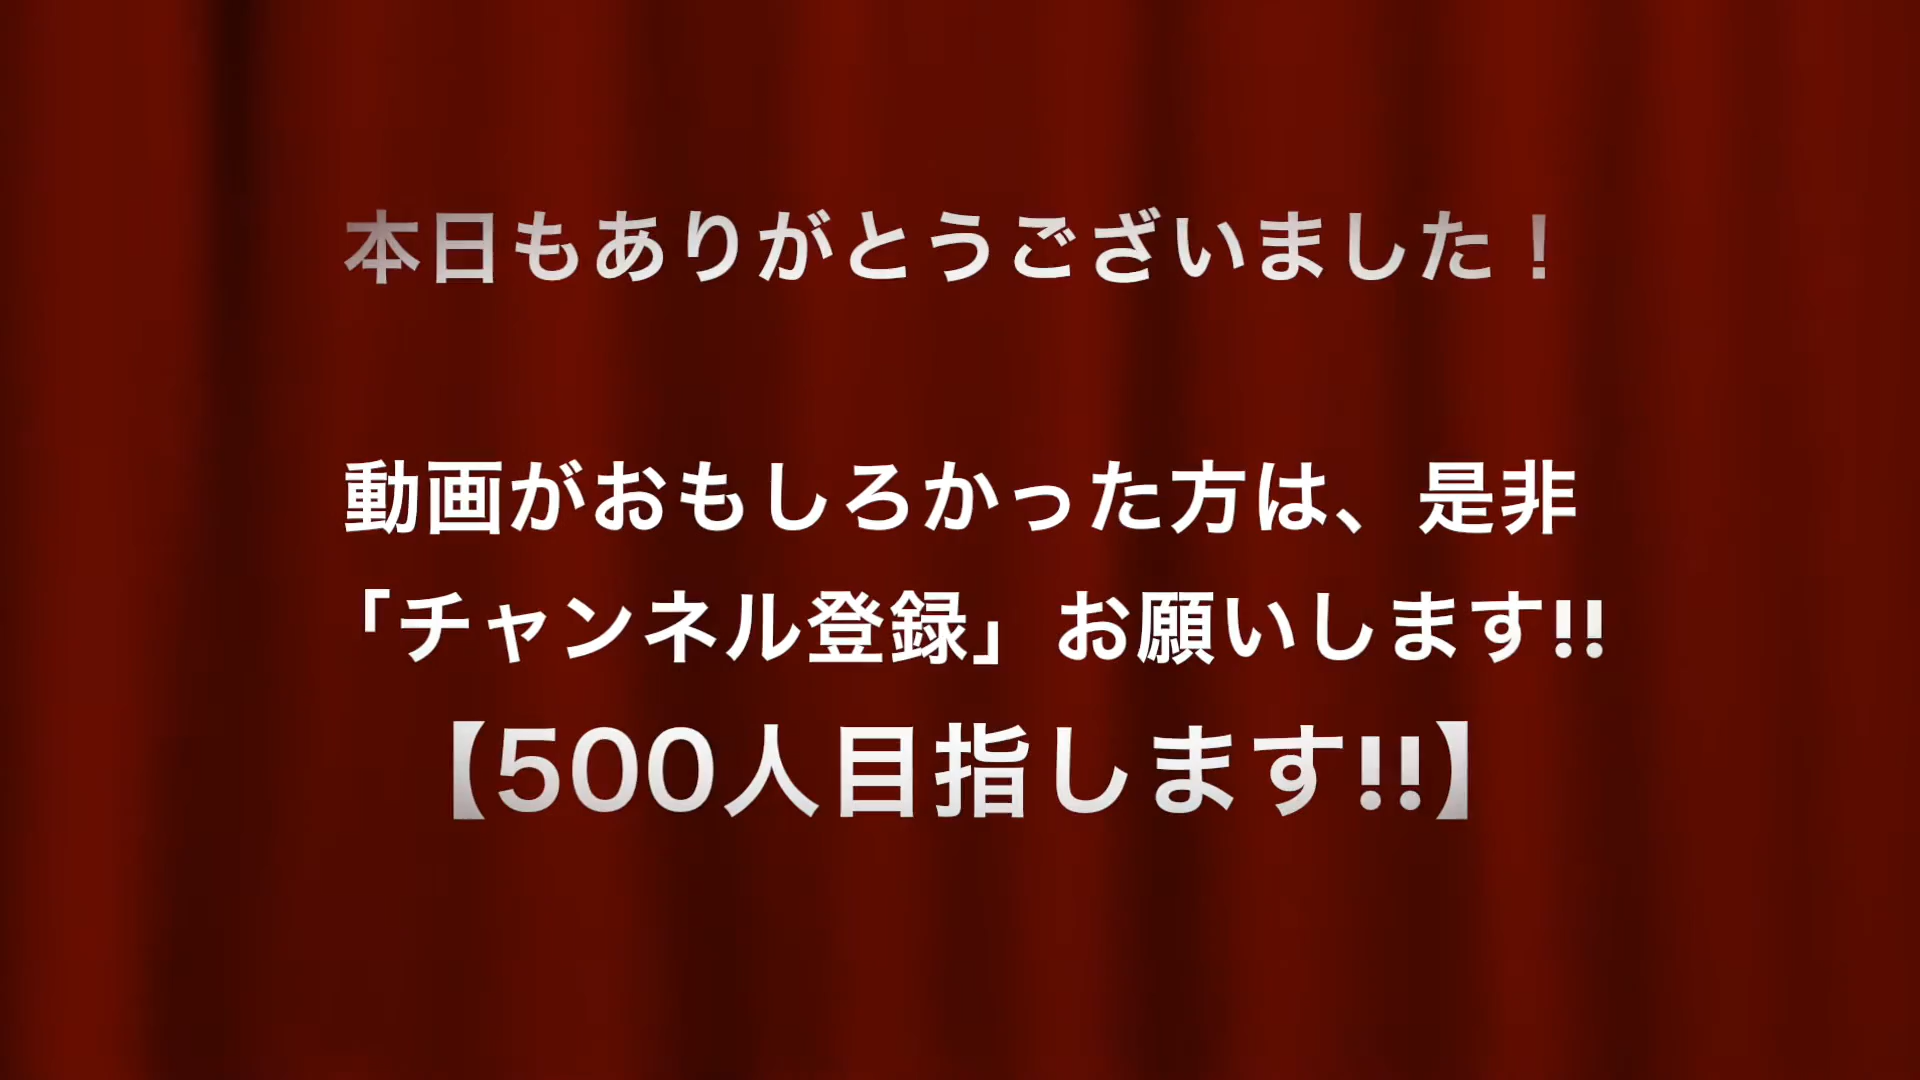 本日もありがとうございました！
動画がおもしろかった方は、是非
「チャンネル登録」お願いします!!
【500人目指します!!】